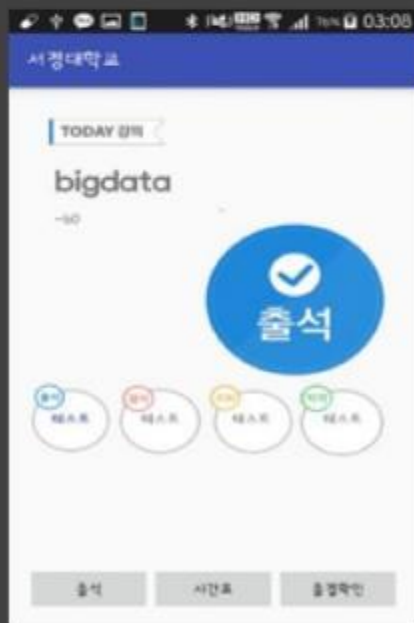 03:08
서정대학교
TODAY 강의
bigdata
출석
테스트 테스트 테스트 테스트
출석 시간표 출결확인